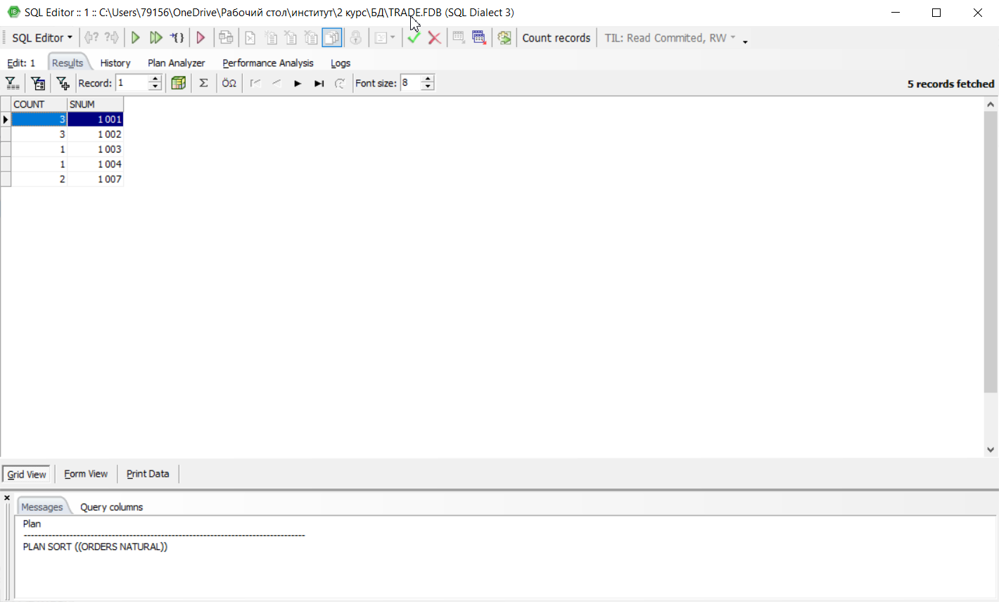 SQL Editor :: 1 :: C:\Users\79156\OneDrive\Рабочий стол\институт\2 курс\БД\TRADE.FDB (SQL Dialect 3)
SQL Editor Count records TIL: Read Commited, RW
Edit: 1 Results History Plan Analyzer Performance Analysis Logs
Record: 1 Σ ÖΩ Font size: 8 5 records fetched
COUNT SNUM
3 1 001
3 1 002
1 1 003
1 1 004
2 1 007
Grid View Form View Print Data
Messages Query columns
Plan
--------------------------------------------------------------------------------
PLAN SORT ((ORDERS NATURAL))